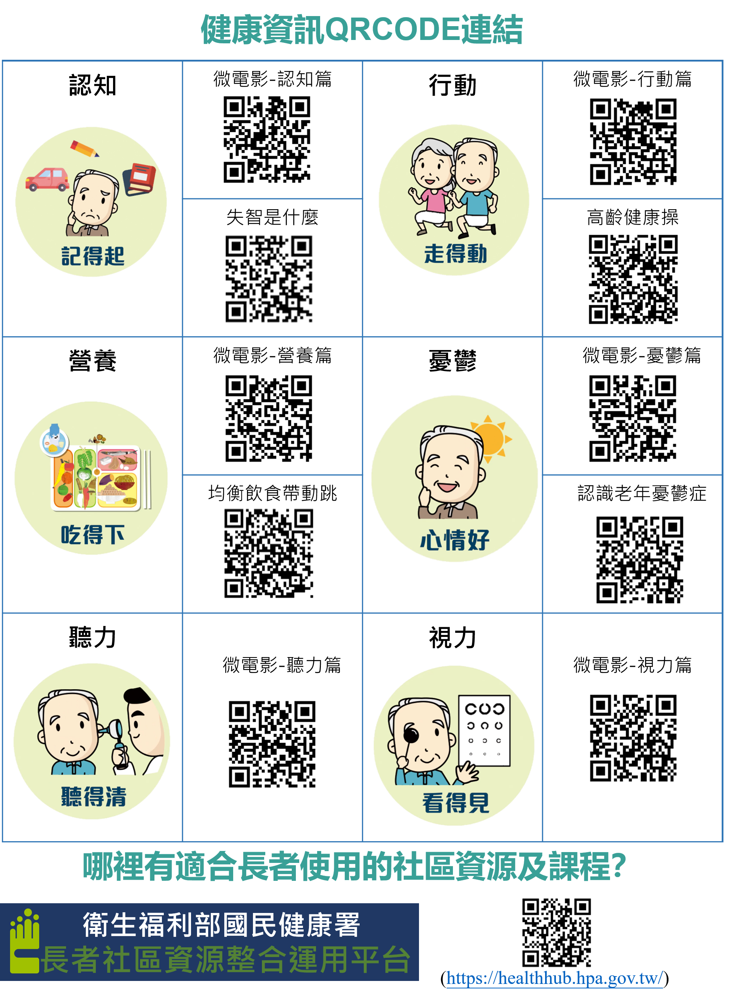 健康資訊QRCODE連結
認知
記得起
微電影-認知篇
失智是什麼
行動
走得動
微電影-行動篇
高齡健康操
營養
吃得下
微電影-營養篇
均衡飲食帶動跳
憂鬱
心情好
微電影-憂鬱篇
認識老年憂鬱症
聽力
聽得清
微電影-聽力篇
視力
看得見
微電影-視力篇
哪裡有適合長者使用的社區資源及課程？
衛生福利部國民健康署
長者社區資源整合運用平台
(https://healthhub.hpa.gov.tw/)